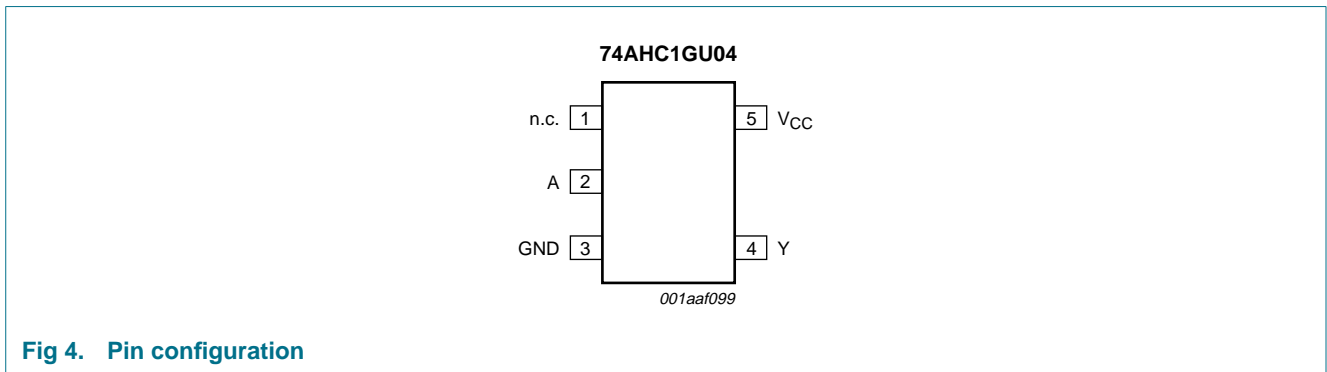 74AHC1GU04
n.c. 1 5 VCC
A 2
GND 3 4 Y
001aaf099
Fig 4. Pin configuration